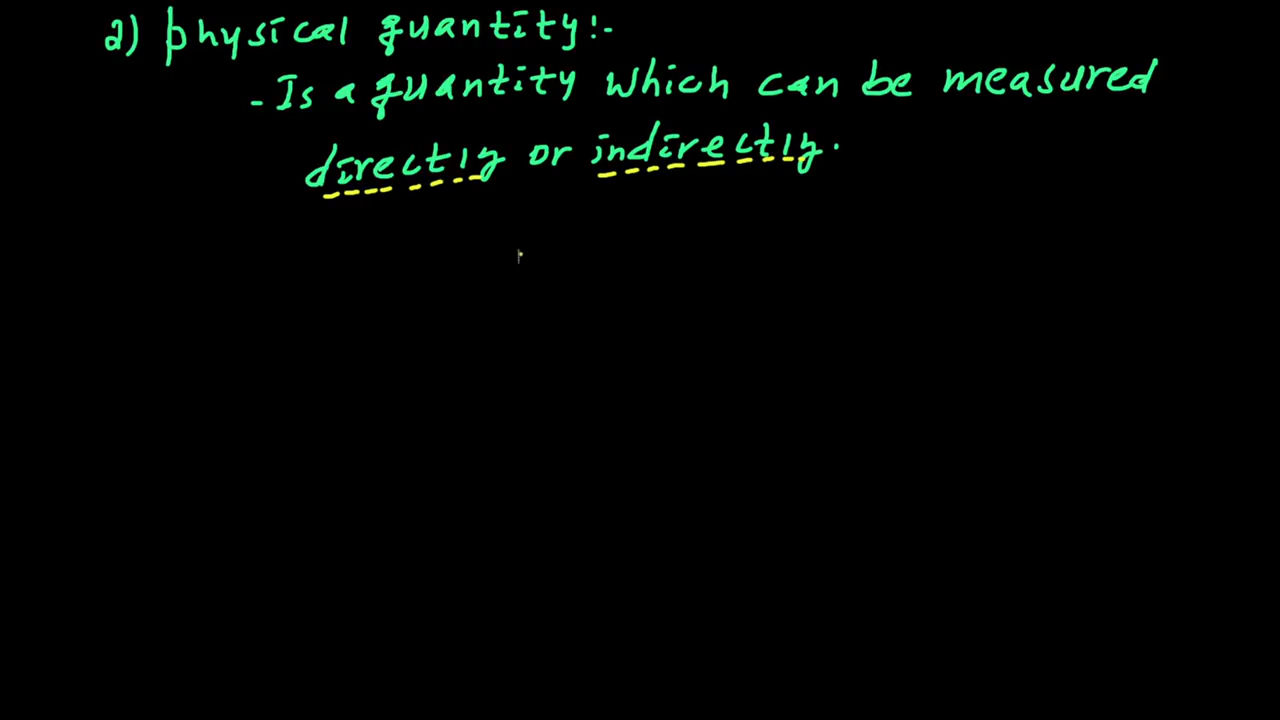 2) physical quantity:-
- Is a quantity which can be measured
directly or indirectly.